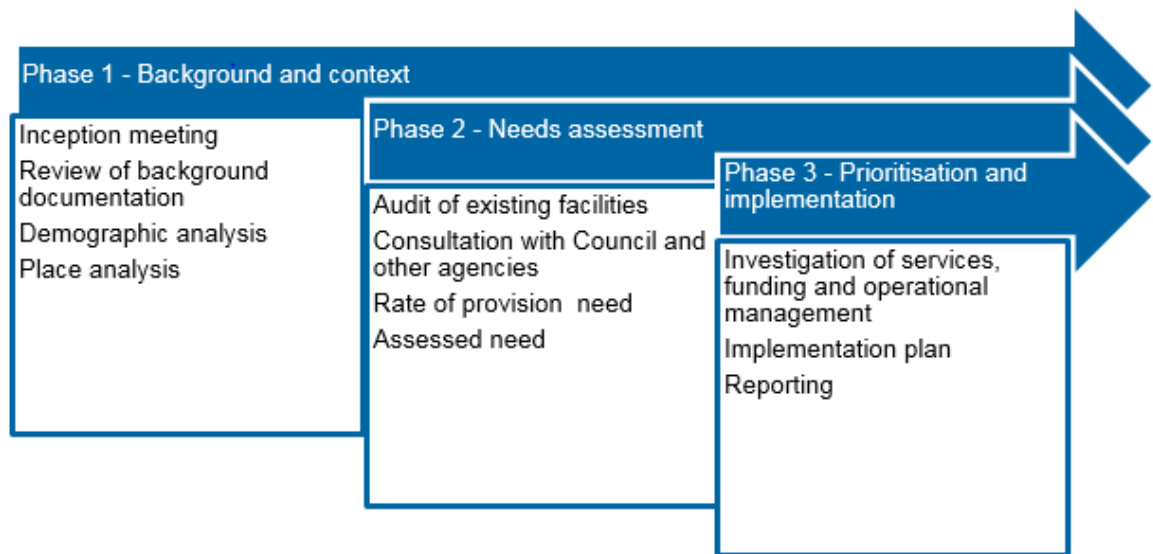 Phase 1 - Background and context
Inception meeting
Review of background
documentation
Demographic analysis
Place analysis
Phase 2 - Needs assessment
Audit of existing facilities
Consultation with Council and
other agencies
Rate of provision  need
Assessed need
Phase 3 - Prioritisation and
implementation
Investigation of services,
funding and operational
management
Implementation plan
Reporting